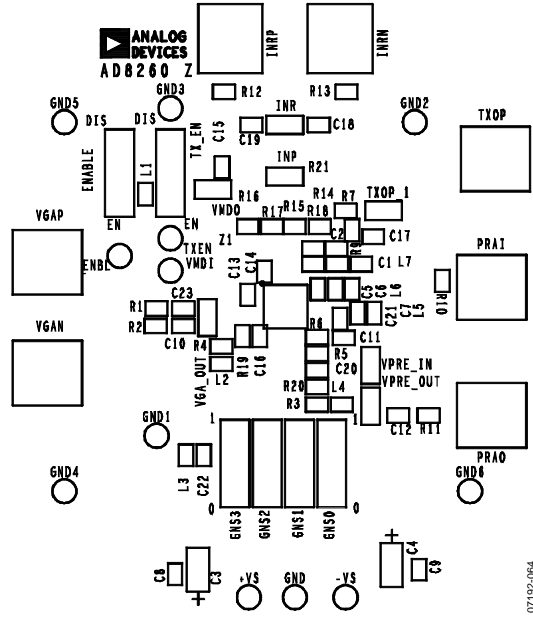 ANALOG
DEVICES
AD8260 Z
INRP
INRN
R12
R13
GND5
GND3
GND2
DIS
DIS
ENABLE
L1
TX_EN
C15
C19
INR
C18
TXOP
INP
R21
EN
EN
VMDO
R16
R17
R15
R18
R14
R7
TXOP_1
VGAP
ENBL
TXEN
VMDI
Z1
C2
R9
C17
C1
L7
PRAI
C13
C14
C5
C6
L6
R10
R1
C23
R2
C10
R4
R6
C21
C7
L5
VGAN
VGA_OUT
L2
R19
C16
R5
C11
C20
VPRE_IN
VPRE_OUT
R20
L4
R3
C12
R11
PRAO
GND1
1
1
GND4
L3
C22
0
0
GNS3
GNS2
GNS1
GNS0
GND6
C8
C3
+
+VS
GND
-VS
+
C4
C9
07192-064